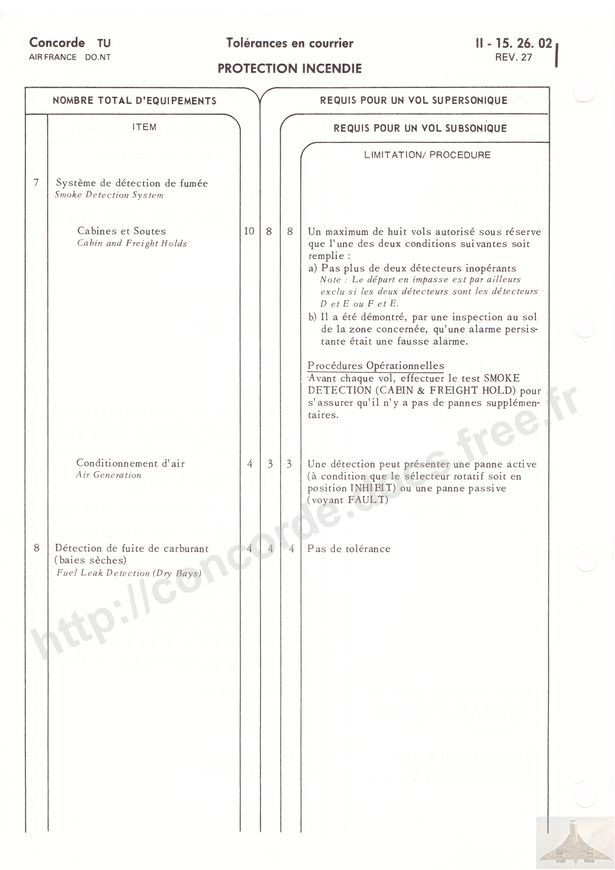 Concorde TU
AIR FRANCE DO.NT
Tolérances en courrier
PROTECTION INCENDIE
II - 15. 26. 02
REV. 27
NOMBRE TOTAL D'EQUIPEMENTS
REQUIS POUR UN VOL SUPERSONIQUE
ITEM
REQUIS POUR UN VOL SUBSONIQUE
LIMITATION/ PROCEDURE
7 Système de détection de fumée
Smoke Detection System
Cabines et Soutes 10 8 8 Un maximum de huit vols autorisé sous réserve
Cabin and Freight Holds
que l'une des deux conditions suivantes soit
remplie :
a) Pas plus de deux détecteurs inopérants
Note : Le départ en impasse est par ailleurs
exclu si les deux détecteurs sont les détecteurs
D et E ou F et E.
b) Il a été démontré, par une inspection au sol
de la zone concernée, qu'une alarme persis-
tante était une fausse alarme.
Procédures Opérationnelles
Avant chaque vol, effectuer le test SMOKE
DETECTION (CABIN & FREIGHT HOLD) pour
s'assurer qu'il n'y a pas de pannes supplémen-
taires.
Conditionnement d'air 4 3 3 Une détection peut présenter une panne active
Air Generation
(à condition que le sélecteur rotatif soit en
position INHIBIT) ou une panne passive
(voyant FAULT)
8 Détection de fuite de carburant 4 4 4 Pas de tolérance
(baies sèches)
Fuel Leak Detection (Dry Bays)
http://concorde.docs.free.fr